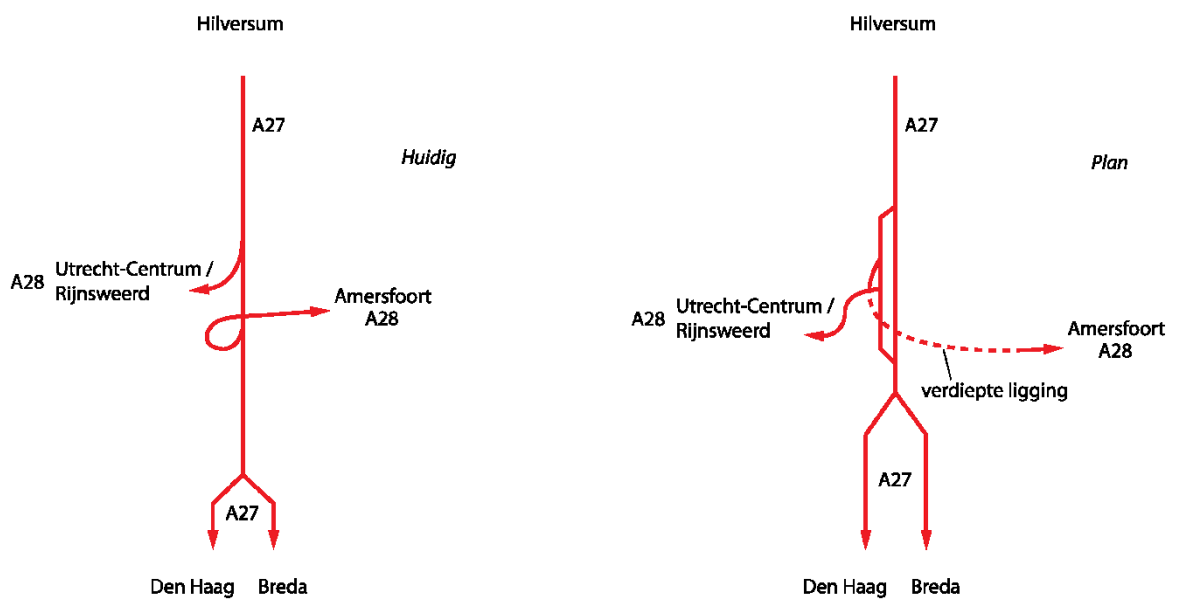 Hilversum
A27
Huidig
A28 Utrecht-Centrum /
Rijnsweerd
Amersfoort
A28
A27
Den Haag Breda
Hilversum
A27
Plan
A28 Utrecht-Centrum /
Rijnsweerd
Amersfoort
A28
verdiepte ligging
A27
Den Haag Breda